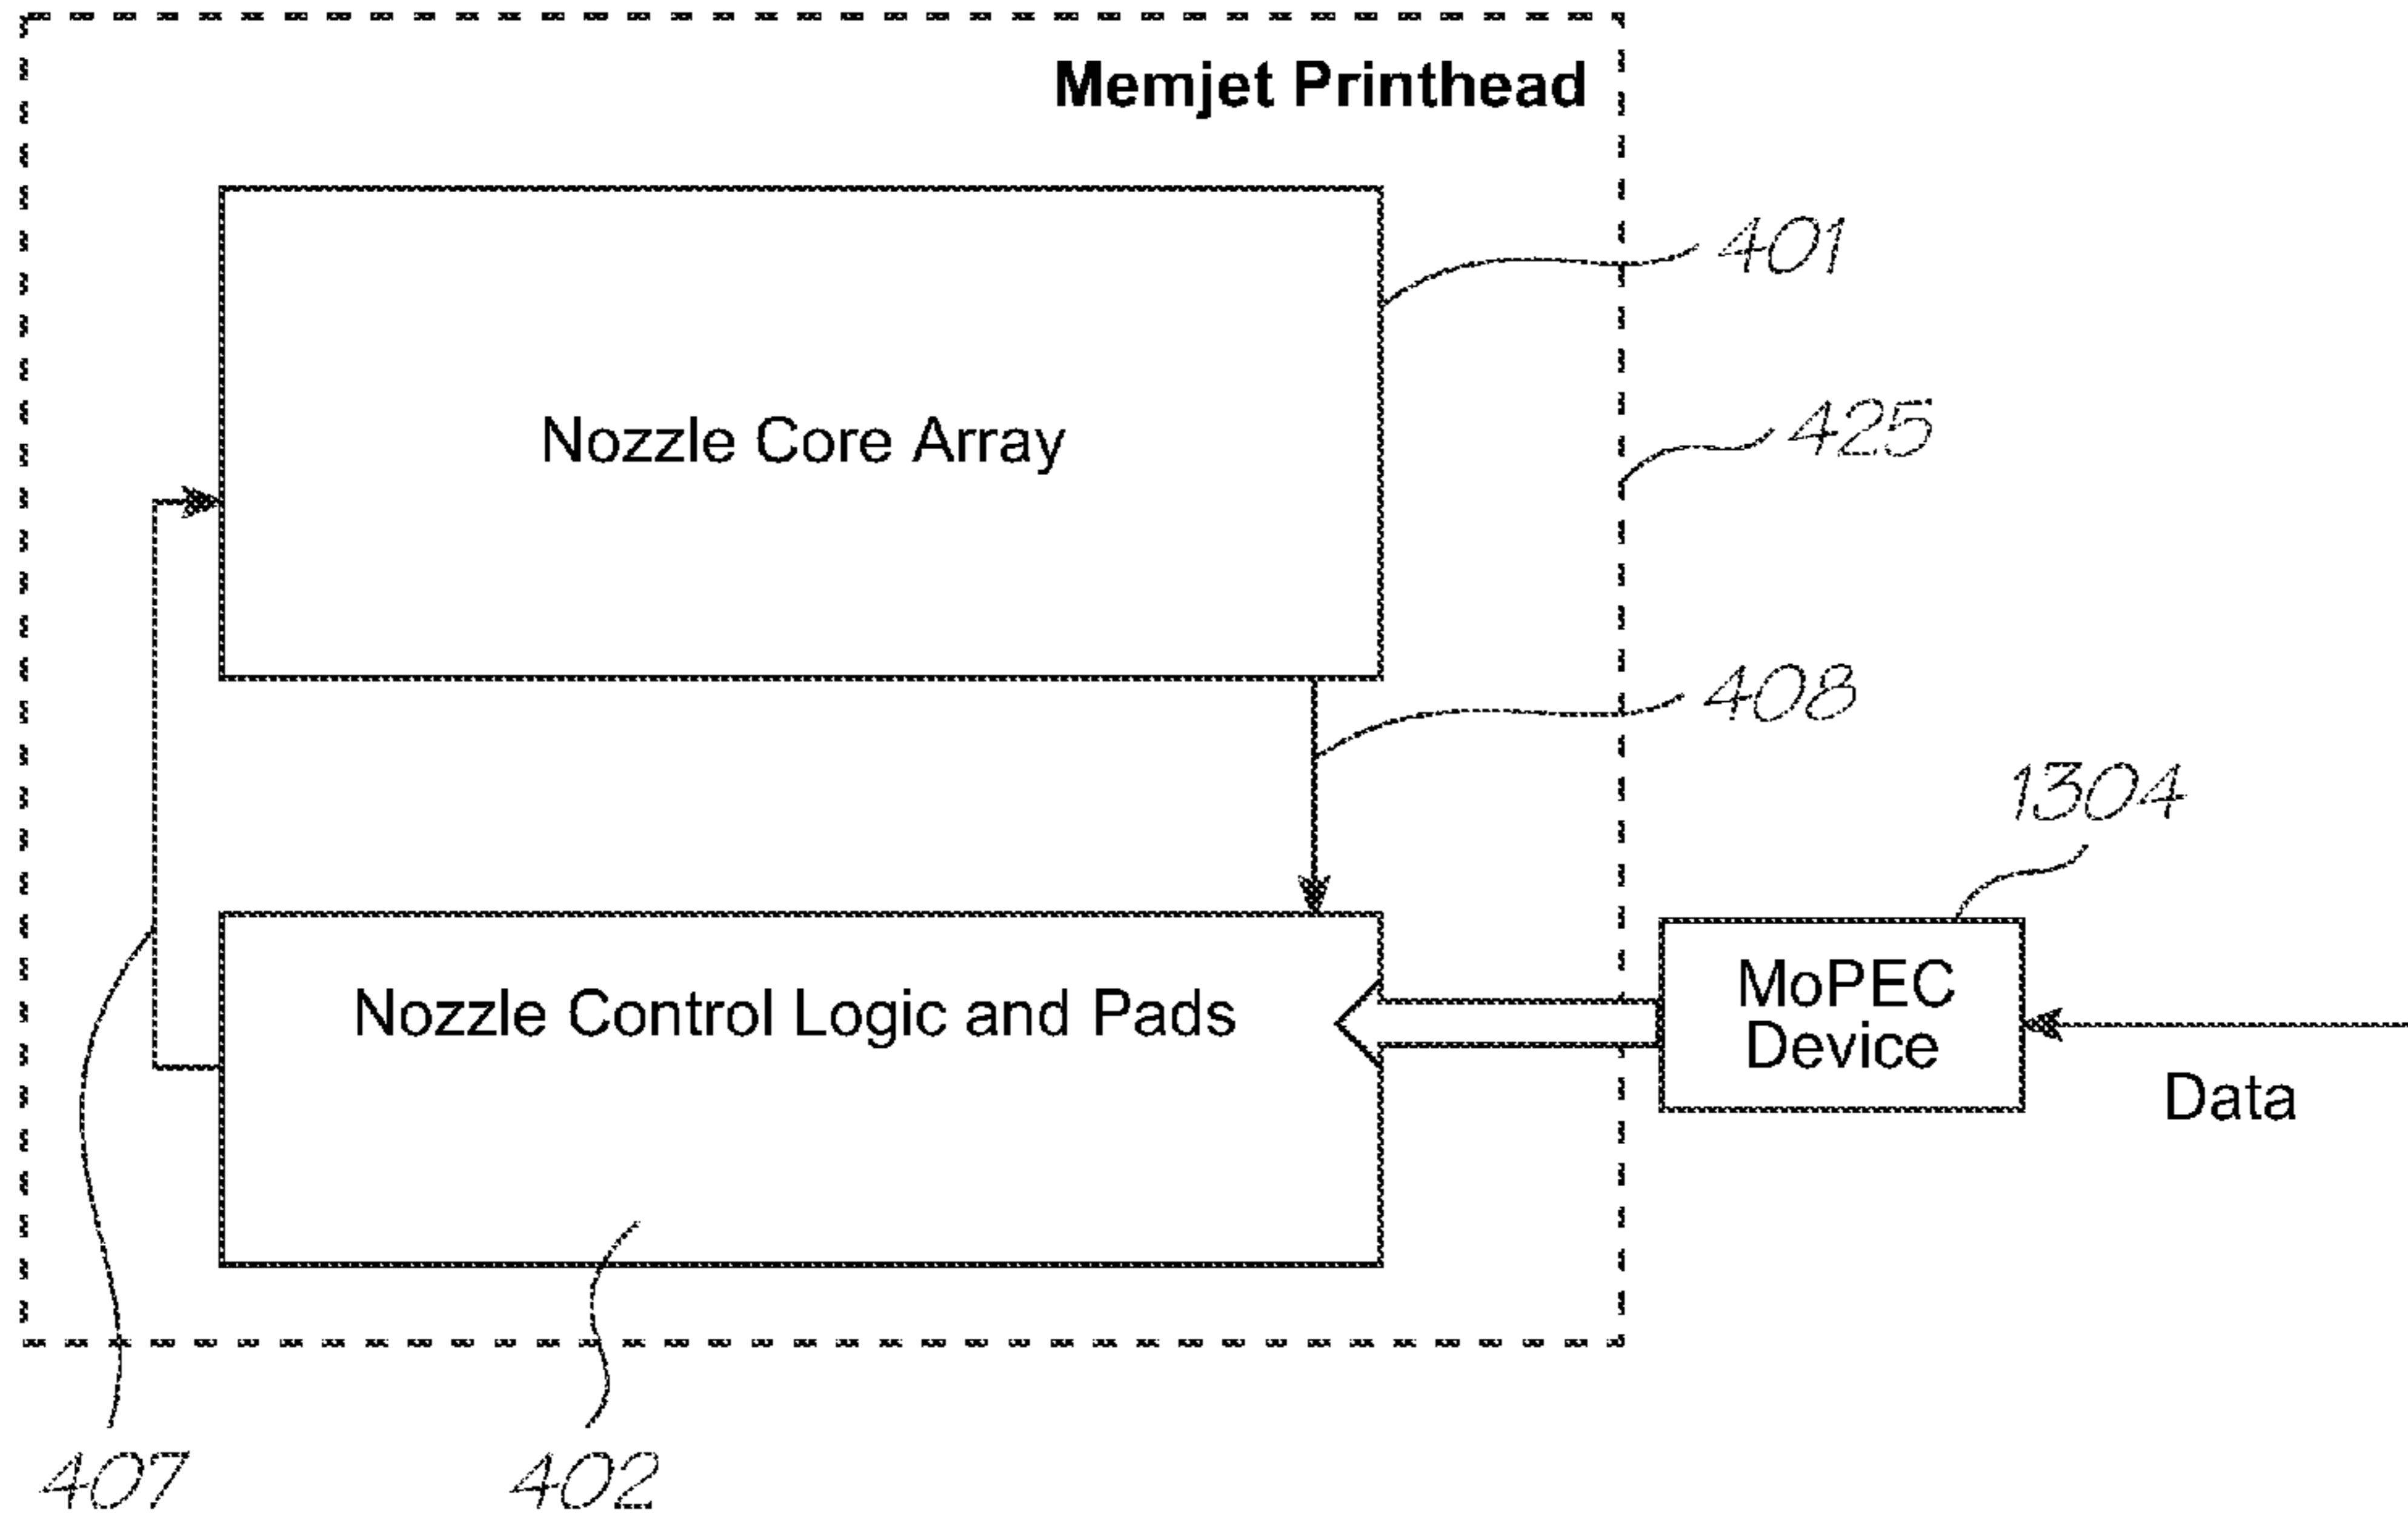 Memjet Printhead
401
Nozzle Core Array
425
408
1304
MoPEC
Device
Nozzle Control Logic and Pads
Data
407
402